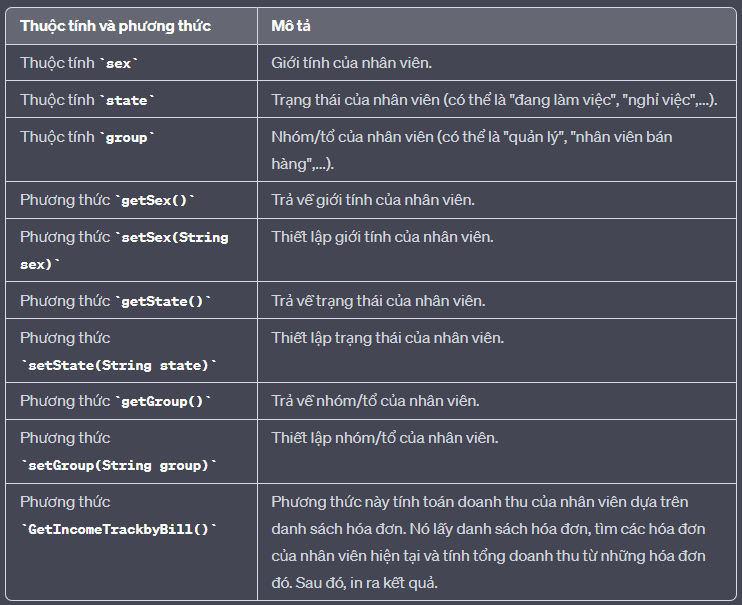 Thuộc tính và phương thức
Mô tả
Thuộc tính `sex`
Giới tính của nhân viên.
Thuộc tính `state`
Trạng thái của nhân viên (có thể là "đang làm việc", "nghỉ việc",...).
Thuộc tính `group`
Nhóm/tổ của nhân viên (có thể là "quản lý", "nhân viên bán
hàng",...).
Phương thức `getSex()`
Trả về giới tính của nhân viên.
Phương thức `setSex(String
sex)`
Thiết lập giới tính của nhân viên.
Phương thức `getState()`
Trả về trạng thái của nhân viên.
Phương thức
`setState(String state)`
Thiết lập trạng thái của nhân viên.
Phương thức `getGroup()`
Trả về nhóm/tổ của nhân viên.
Phương thức
`setGroup(String group)`
Thiết lập nhóm/tổ của nhân viên.
Phương thức
`GetIncomeTrackbyBill()`
Phương thức này tính toán doanh thu của nhân viên dựa trên
danh sách hóa đơn. Nó lấy danh sách hóa đơn, tìm các hóa đơn
của nhân viên hiện tại và tính tổng doanh thu từ những hóa đơn
đó. Sau đó, in ra kết quả.